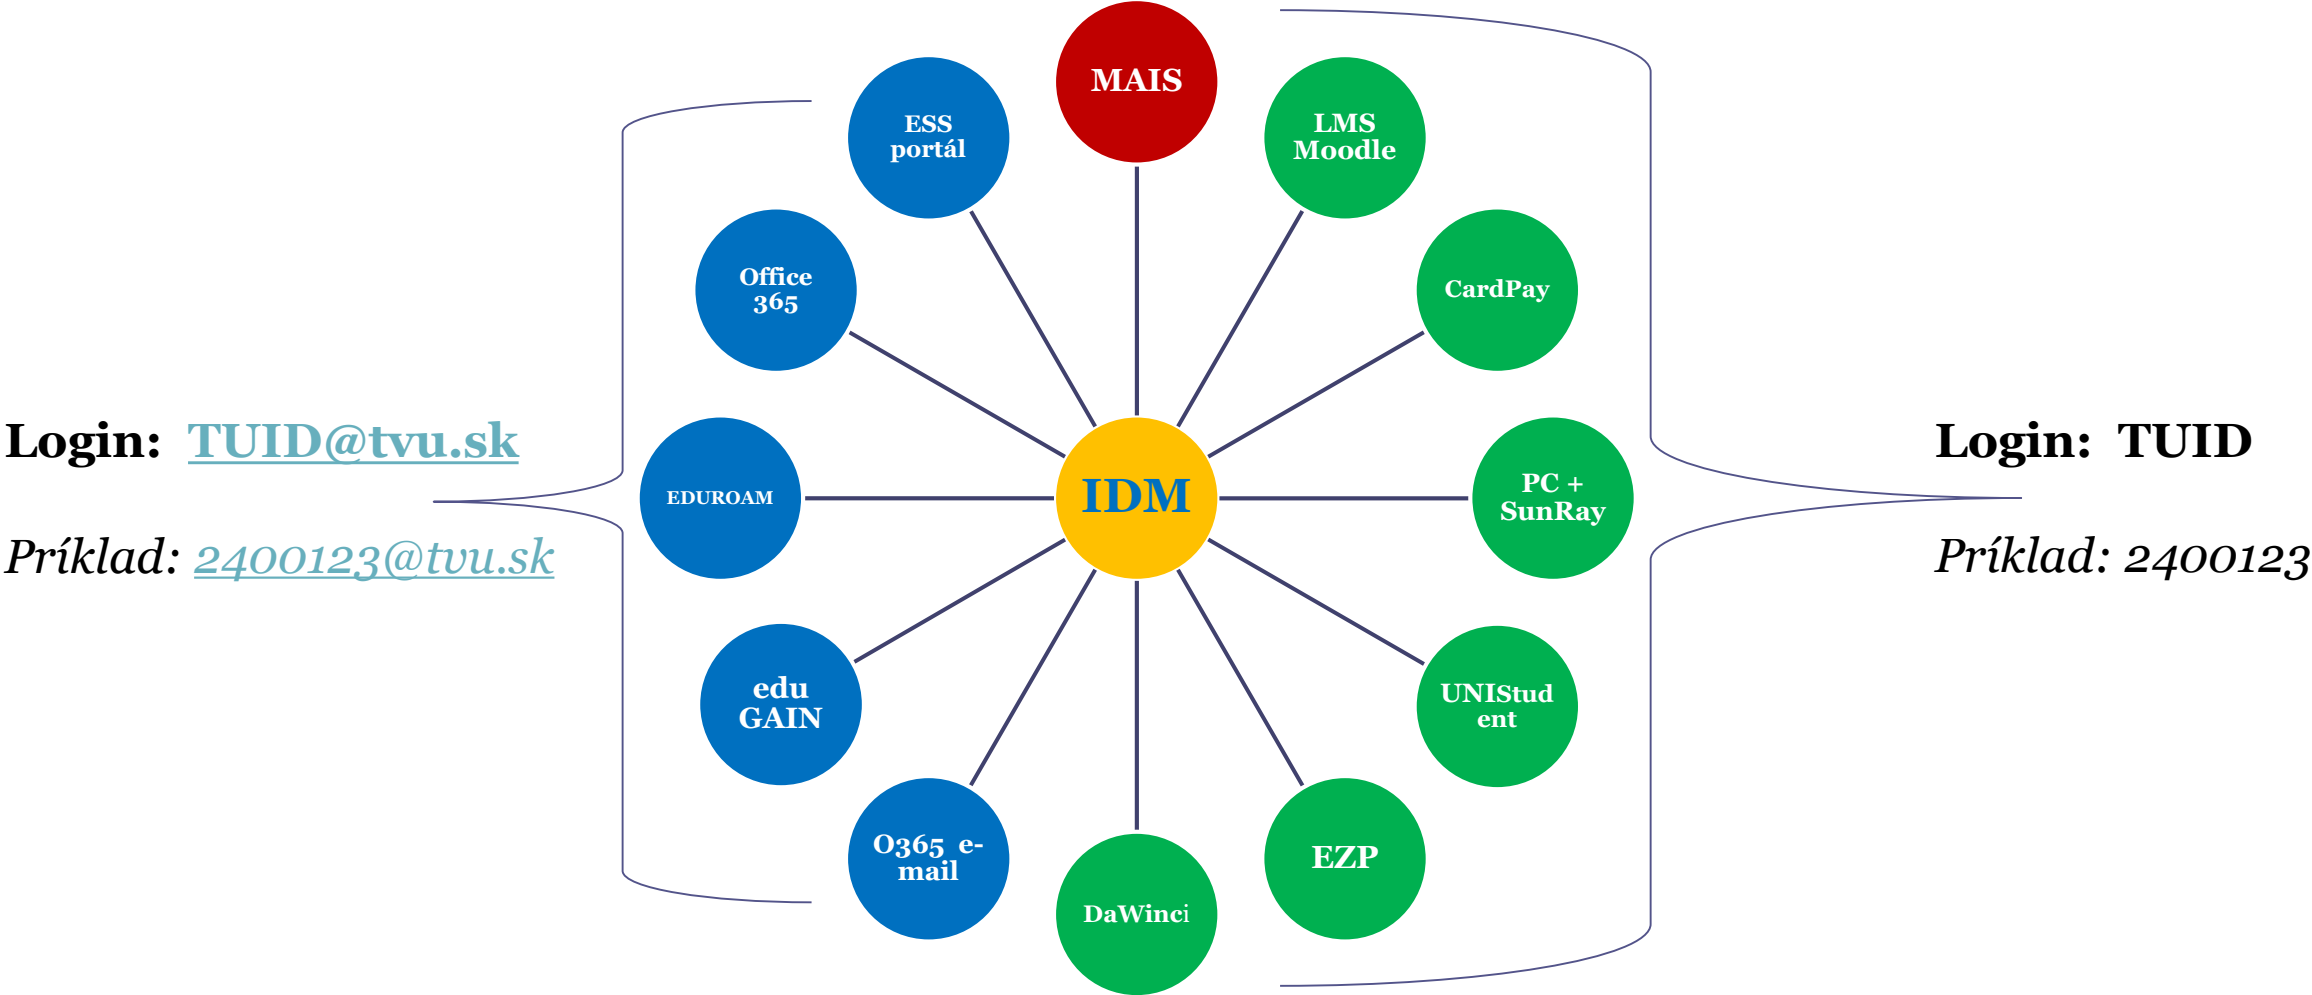 MAIS
ESS
portál
LMS
Moodle
Office
365
CardPay
Login: TUID@tvu.sk
Príklad: 2400123@tvu.sk
EDUROAM
IDM
PC +
SunRay
Login: TUID
Príklad: 2400123
edu
GAIN
UNIStud
ent
O365 e-
mail
EZP
DaWinci